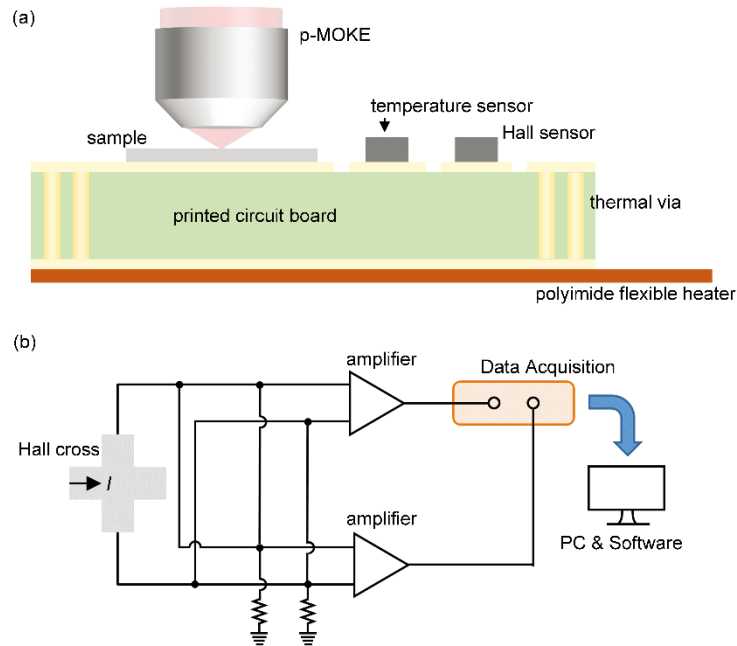 (a)
p-MOKE
temperature sensor
sample
Hall sensor
printed circuit board
thermal via
polyimide flexible heater
(b)
amplifier
Data Acquisition
Hall cross
I
amplifier
PC & Software